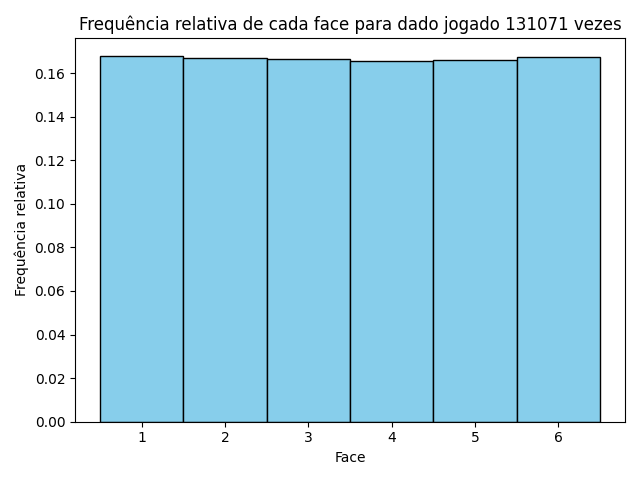 Frequência relativa de cada face para dado jogado 131071 vezes
0.16
0.14
0.12
0.10
0.08
0.06
0.04
0.02
0.00
Frequência relativa
1 2 3 4 5 6
Face